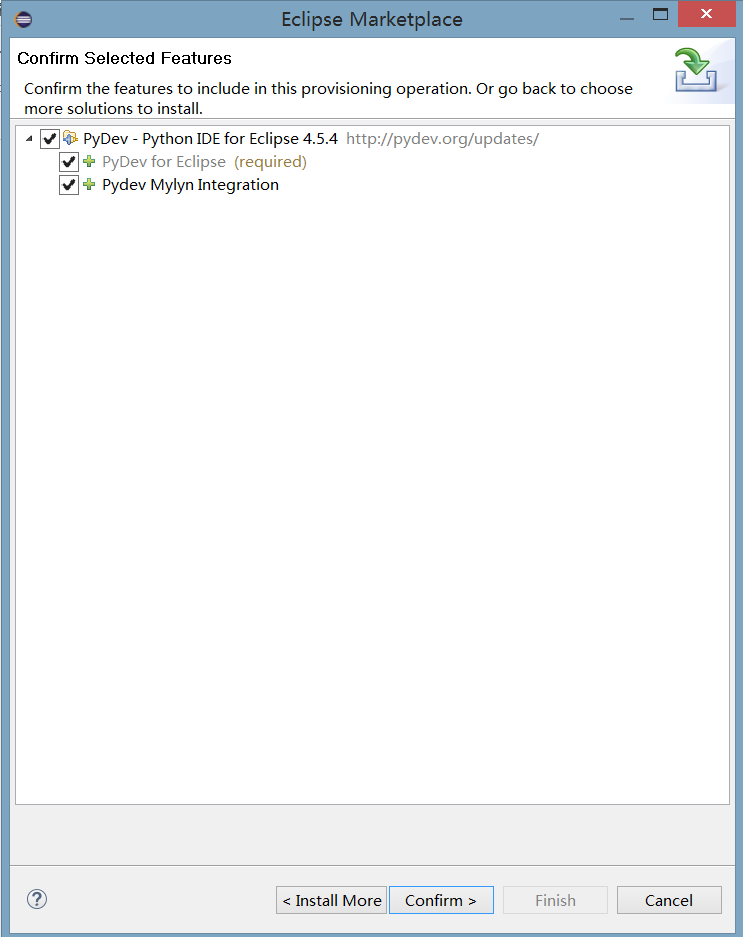 Eclipse Marketplace
Confirm Selected Features
Confirm the features to include in this provisioning operation. Or go back to choose
more solutions to install.
PyDev - Python IDE for Eclipse 4.5.4 http://pydev.org/updates/
PyDev for Eclipse (required)
Pydev Mylyn Integration
< Install More Confirm > Finish Cancel